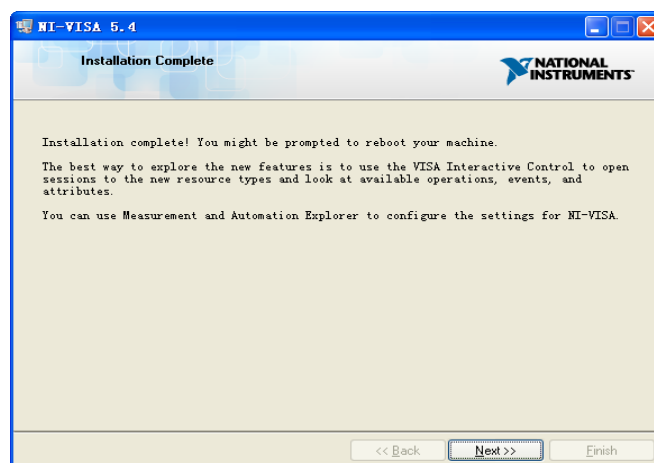 NI-VISA 5.4
Installation Complete
NATIONAL
INSTRUMENTS™
Installation complete! You might be prompted to reboot your machine.
The best way to explore the new features is to use the VISA Interactive Control to open
sessions to the new resource types and look at available operations, events, and
attributes.
You can use Measurement and Automation Explorer to configure the settings for NI-VISA.
<< Back Next >> Finish